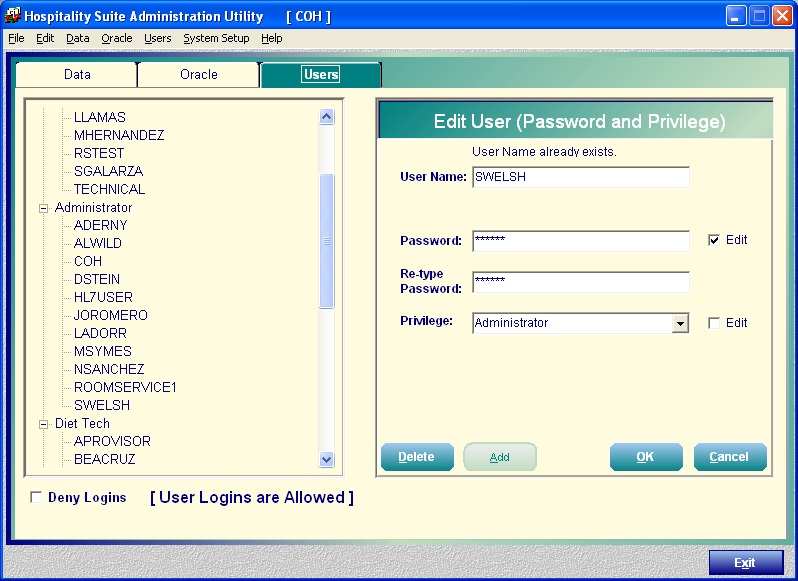 Hospitality Suite Administration Utility [ COH ]
File Edit Data Oracle Users System Setup Help
Data Oracle Users
LLAMAS
MHERNANDEZ
RSTEST
SGALARZA
TECHNICAL
Administrator
ADERNY
ALWILD
COH
DSTEIN
HL7USER
JOROMERO
LADORR
MSYMES
NSANCHEZ
ROOMSERVICE1
SWELSH
Diet Tech
APROVISOR
BEACRUZ
Edit User (Password and Privilege)
User Name already exists.
User Name: SWELSH
Password: ****** Edit
Re-type
Password: ******
Privilege: Administrator Edit
Delete Add OK Cancel
Deny Logins [ User Logins are Allowed ]
Exit